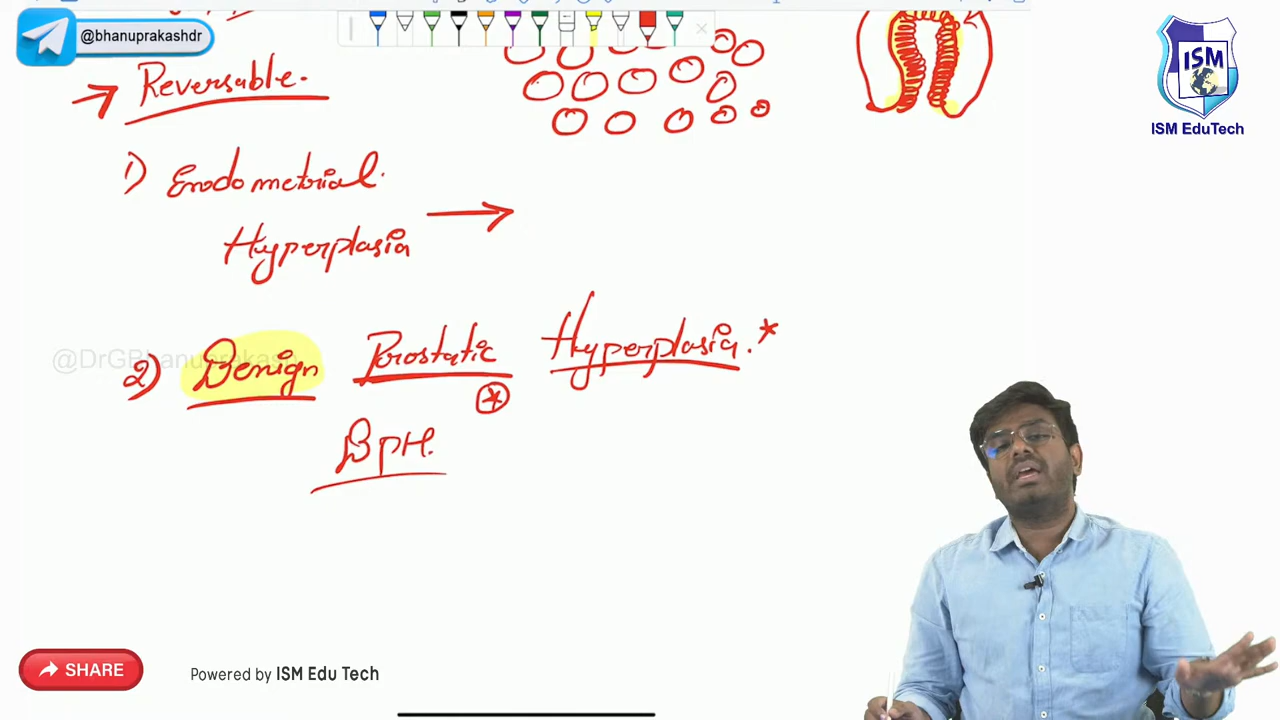 @bhanuprakashdr
ISM
ISM EduTech
Reversable.
1) Endometrial.
Hyperplasia
@DrGBhanuprakash
2) Benign Prostatic Hyperplasia.*
*
BPH.
SHARE
Powered by ISM Edu Tech